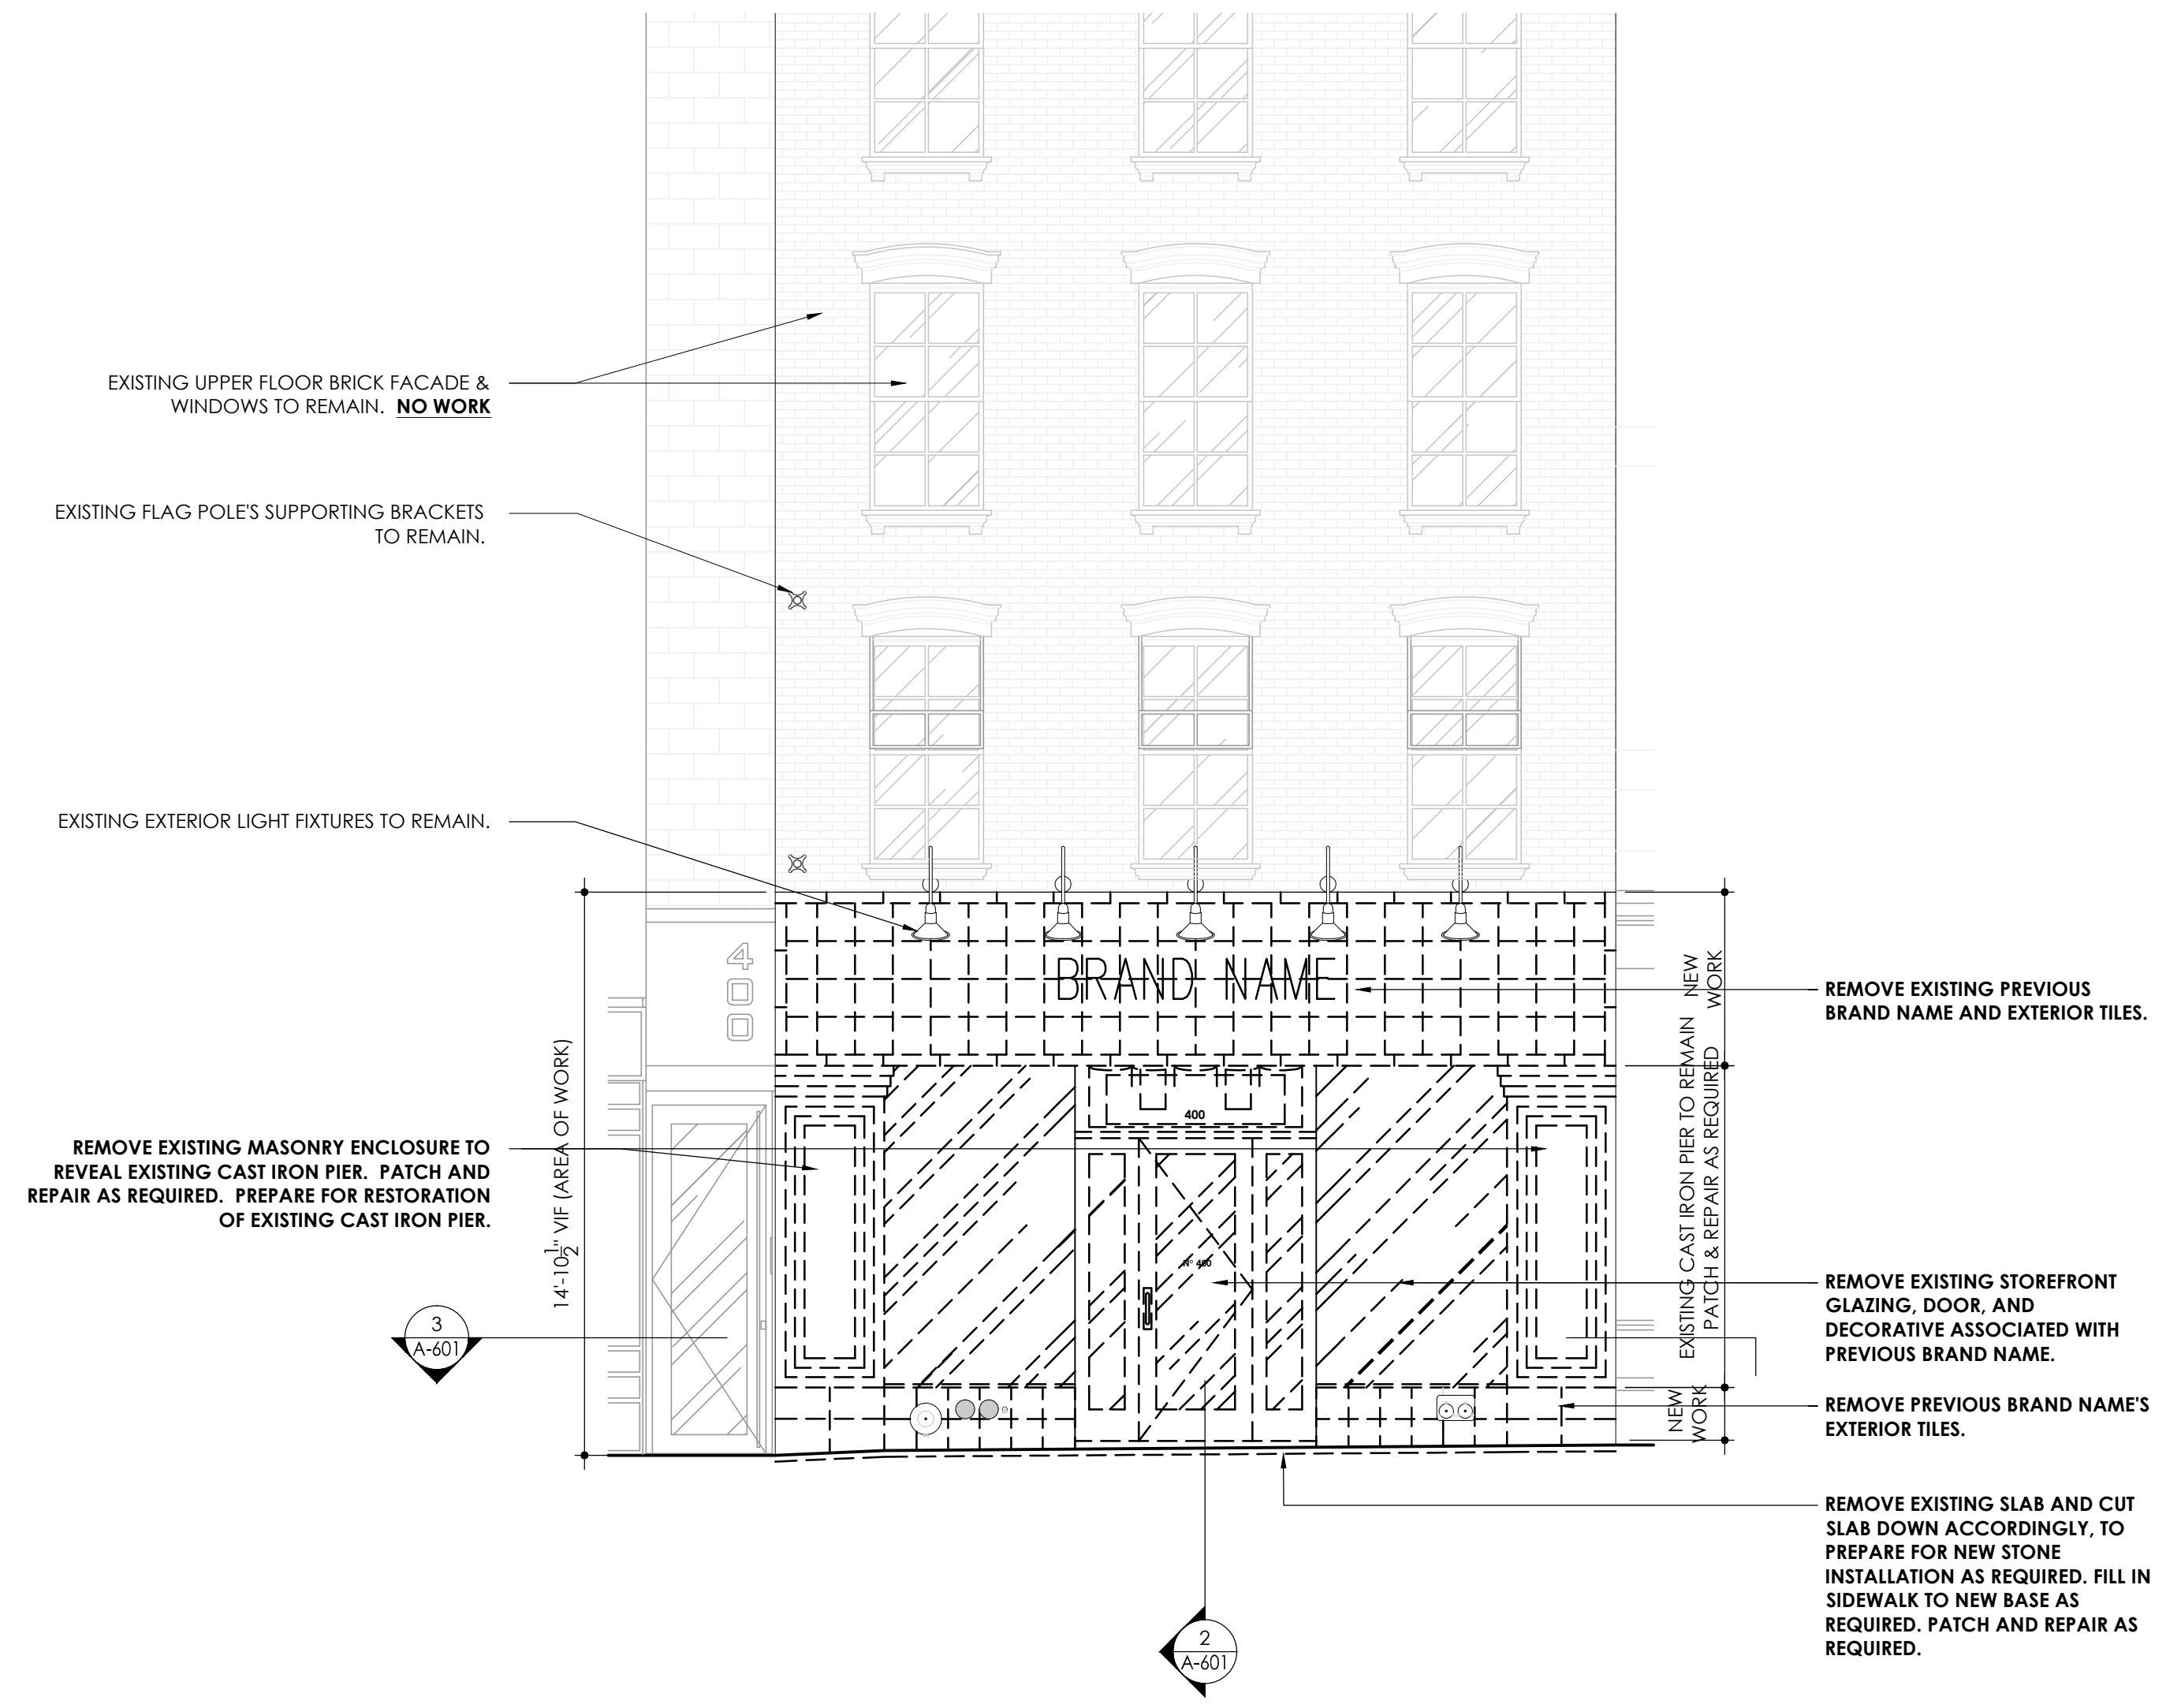 EXISTING UPPER FLOOR BRICK FACADE &
WINDOWS TO REMAIN. NO WORK
EXISTING FLAG POLE'S SUPPORTING BRACKETS
TO REMAIN.
EXISTING EXTERIOR LIGHT FIXTURES TO REMAIN.
400
BRAND NAME
NEW
WORK
REMOVE EXISTING PREVIOUS
BRAND NAME AND EXTERIOR TILES.
14'-10 1/2" VIF (AREA OF WORK)
400
EXISTING CAST IRON PIER TO REMAIN
PATCH & REPAIR AS REQUIRED
REMOVE EXISTING MASONRY ENCLOSURE TO
REVEAL EXISTING CAST IRON PIER. PATCH AND
REPAIR AS REQUIRED. PREPARE FOR RESTORATION
OF EXISTING CAST IRON PIER.
Nº 400
REMOVE EXISTING STOREFRONT
GLAZING, DOOR, AND
DECORATIVE ASSOCIATED WITH
PREVIOUS BRAND NAME.
3
A-601
NEW
WORK
REMOVE PREVIOUS BRAND NAME'S
EXTERIOR TILES.
REMOVE EXISTING SLAB AND CUT
SLAB DOWN ACCORDINGLY, TO
PREPARE FOR NEW STONE
INSTALLATION AS REQUIRED. FILL IN
SIDEWALK TO NEW BASE AS
REQUIRED. PATCH AND REPAIR AS
REQUIRED.
2
A-601